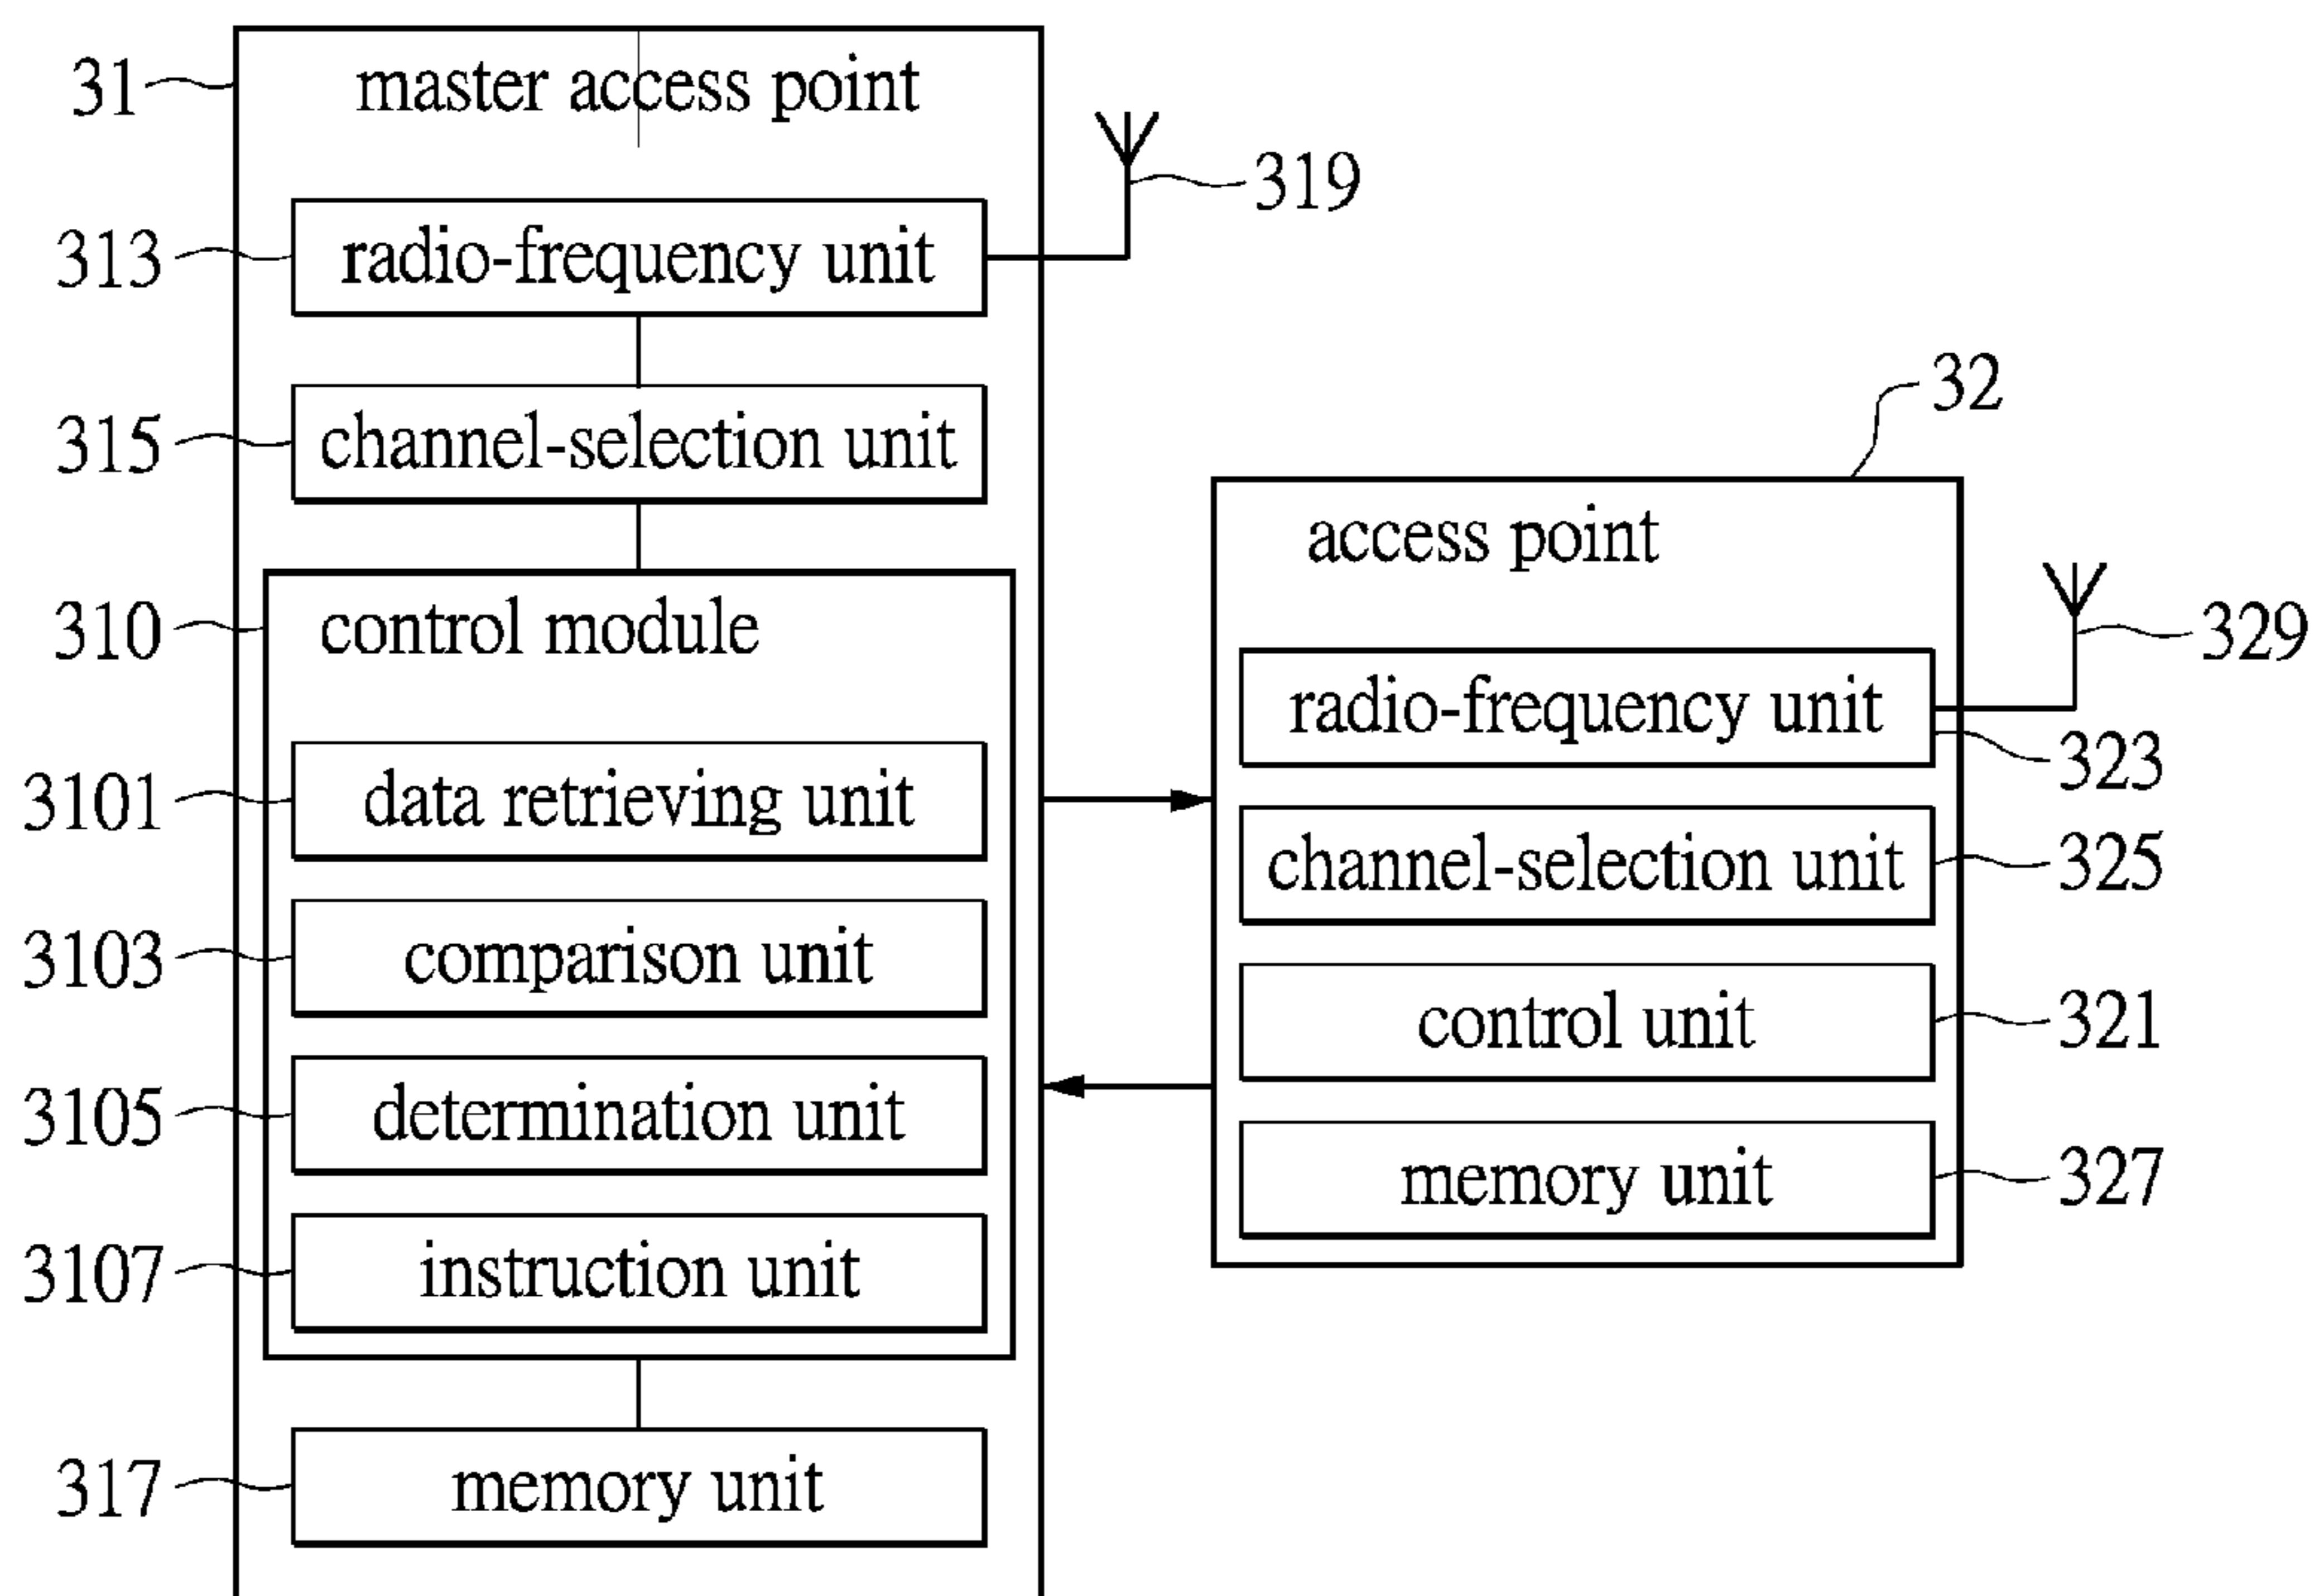 31 master access point
319
313 radio-frequency unit
315 channel-selection unit
310 control module
3101 data retrieving unit
3103 comparison unit
3105 determination unit
3107 instruction unit
317 memory unit
32
access point
329
radio-frequency unit 323
channel-selection unit 325
control unit 321
memory unit 327